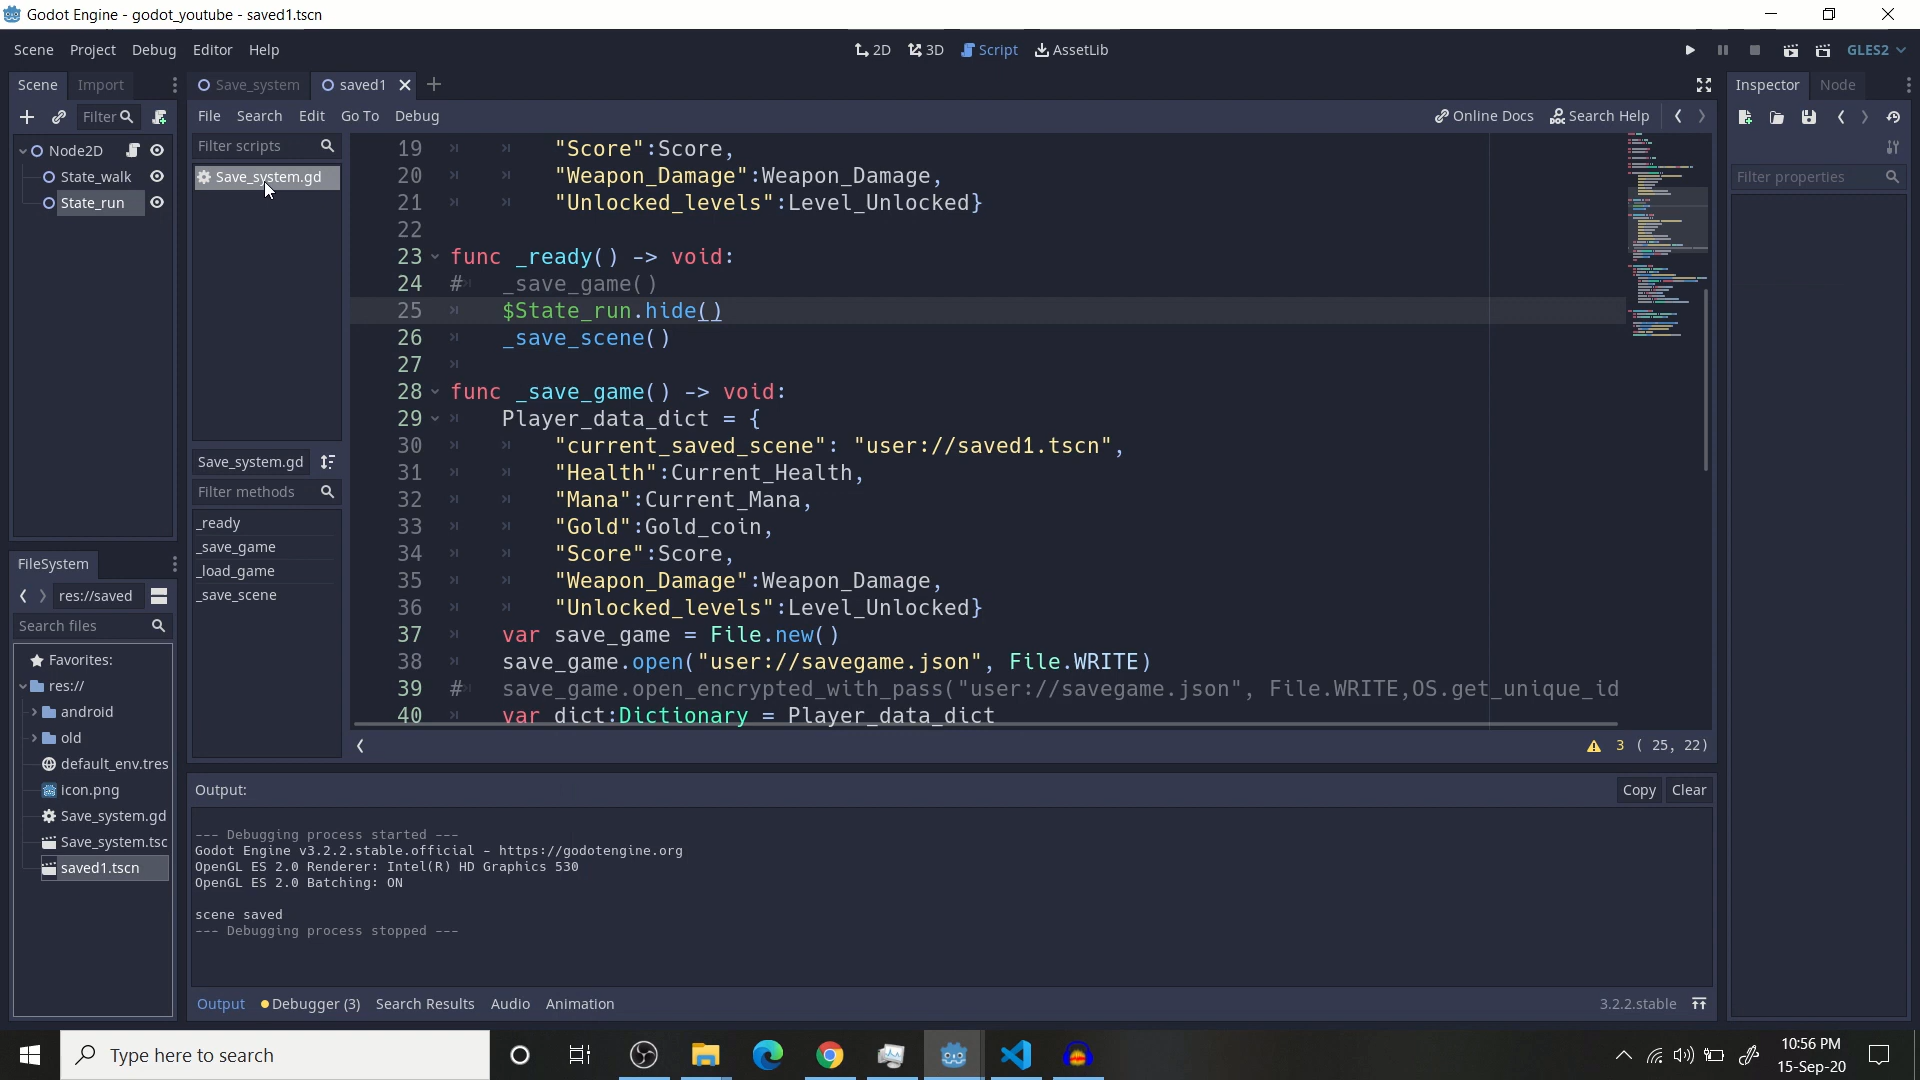 Godot Engine - godot_youtube - saved1.tscn
Scene Project Debug Editor Help
2D 3D Script AssetLib
GLES2
Scene Import
Save_system saved1
Inspector Node
Filter
File Search Edit Go To Debug
Online Docs Search Help
Filter scripts
Save_system.gd
Node2D
State_walk
State_run
Filter properties
19 "Score":Score,
20 "Weapon_Damage":Weapon_Damage,
21 "Unlocked_levels":Level_Unlocked}
22
23 func _ready() -> void:
24 # _save_game()
25 $State_run.hide()
26 _save_scene()
27
28 func _save_game() -> void:
29 Player_data_dict = {
30 "current_saved_scene": "user://saved1.tscn",
31 "Health":Current_Health,
32 "Mana":Current_Mana,
33 "Gold":Gold_coin,
34 "Score":Score,
35 "Weapon_Damage":Weapon_Damage,
36 "Unlocked_levels":Level_Unlocked}
37 var save_game = File.new()
38 save_game.open("user://savegame.json", File.WRITE)
39 # save_game.open_encrypted_with_pass("user://savegame.json", File.WRITE,OS.get_unique_id
40 var dict:Dictionary = Player_data_dict
3 ( 25, 22)
Save_system.gd
Filter methods
_ready
_save_game
_load_game
_save_scene
FileSystem
res://saved
Search files
Favorites:
res://
android
old
default_env.tres
icon.png
Save_system.gd
Save_system.tsc
saved1.tscn
Output:
Copy Clear
--- Debugging process started ---
Godot Engine v3.2.2.stable.official - https://godotengine.org
OpenGL ES 2.0 Renderer: Intel(R) HD Graphics 530
OpenGL ES 2.0 Batching: ON
scene saved
--- Debugging process stopped ---
Output Debugger (3) Search Results Audio Animation
3.2.2.stable
Type here to search
10:56 PM
15-Sep-20